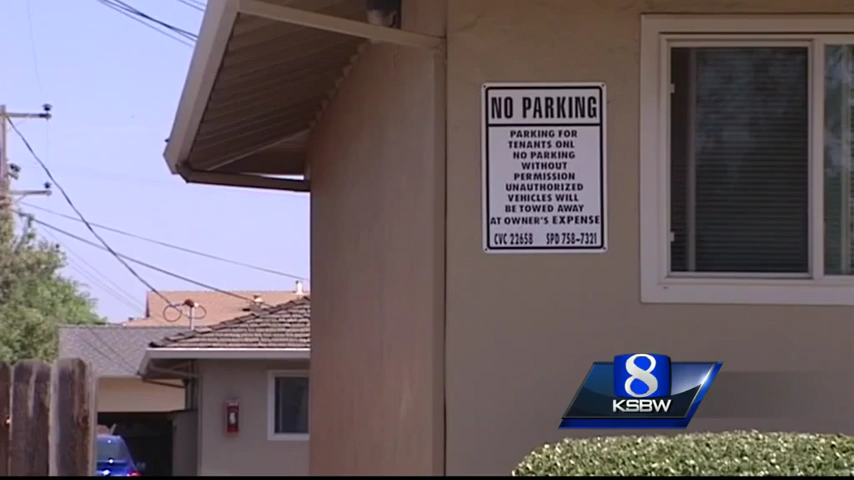 NO PARKING
PARKING FOR
TENANTS ONL
NO PARKING
WITHOUT
PERMISSION
UNAUTHORIZED
VEHICLES WILL
BE TOWED AWAY
AT OWNER'S EXPENSE
CVC 22658 SPD 758-7321
8
KSBW